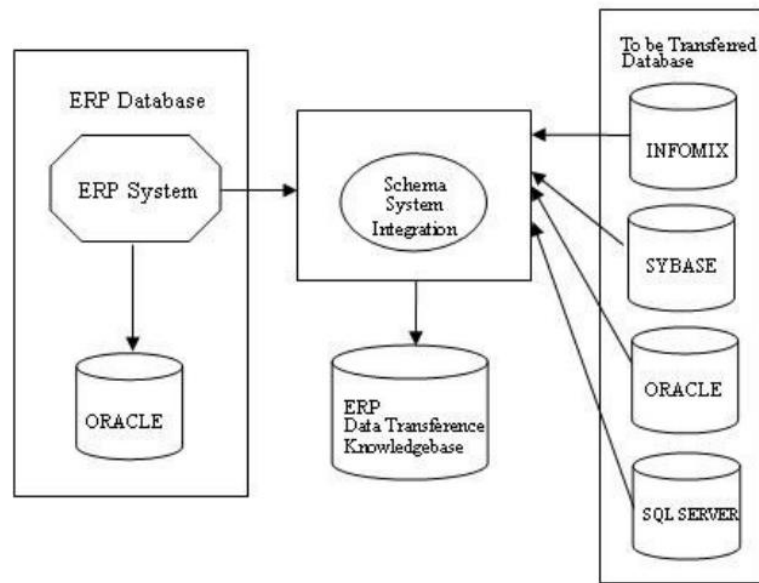 ERP Database
ERP System
ORACLE
Schema
System
Integration
ERP
Data Transference
Knowledgebase
To be Transferred
Database
INFOMIX
SYBASE
ORACLE
SQL SERVER